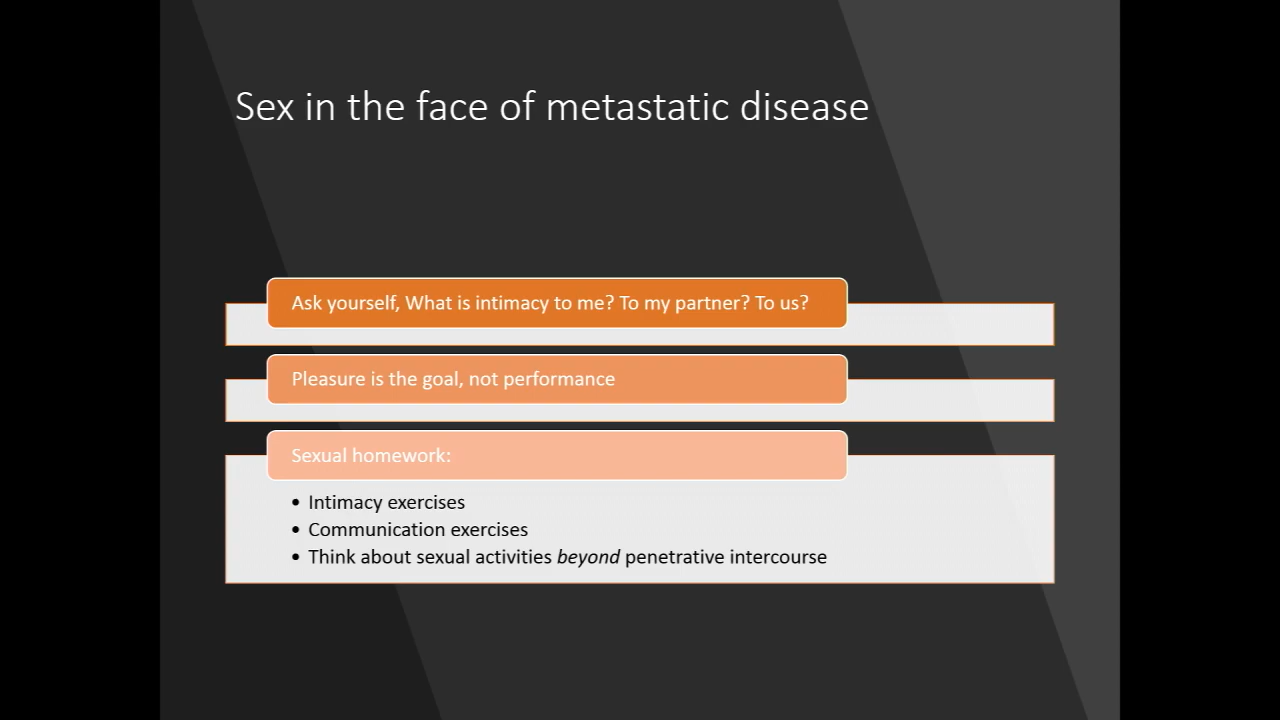 Sex in the face of metastatic disease
Ask yourself, What is intimacy to me? To my partner? To us?
Pleasure is the goal, not performance
Sexual homework:
• Intimacy exercises
• Communication exercises
• Think about sexual activities beyond penetrative intercourse